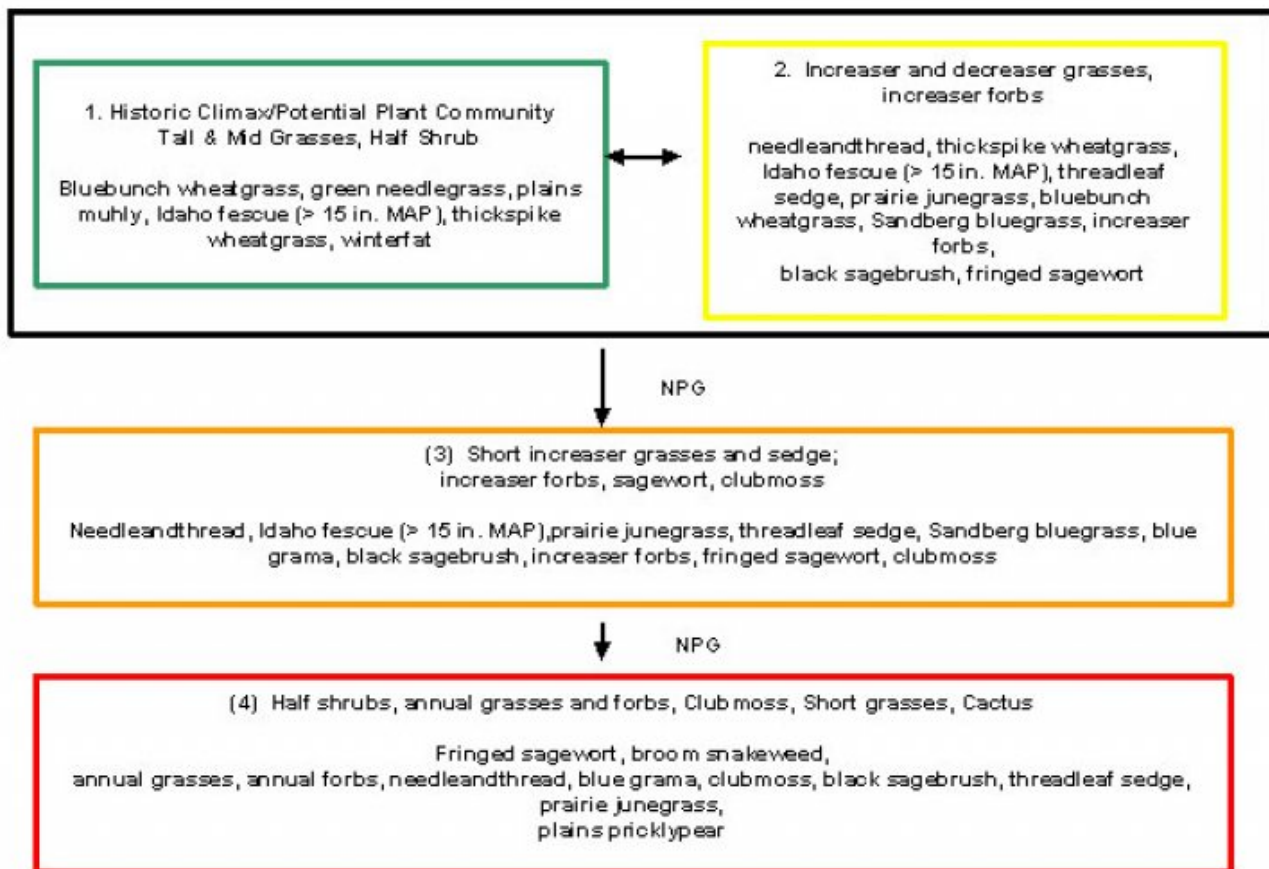 1. Historic Climax/Potential Plant Community
Tall & Mid Grasses, Half Shrub
Bluebunch wheatgrass, green needlegrass, plains
muhly, Idaho fescue (> 15 in. MAP), thickspike
wheatgrass, winterfat
2. Increaser and decreaser grasses,
increaser forbs
needleandthread, thickspike wheatgrass,
Idaho fescue (> 15 in. MAP), threadleaf
sedge, prairie junegrass, bluebunch
wheatgrass, Sandberg bluegrass, increaser
forbs,
black sagebrush, fringed sagewort
NPG
(3) Short increaser grasses and sedge;
increaser forbs, sagewort, clubmoss
Needleandthread, Idaho fescue (> 15 in. MAP),prairie junegrass, threadleaf sedge, Sandberg bluegrass, blue
grama, black sagebrush, increaser forbs, fringed sagewort, clubmoss
NPG
(4) Half shrubs, annual grasses and forbs, Clubmoss, Short grasses, Cactus
Fringed sagewort, broom snakeweed,
annual grasses, annual forbs, needleandthread, blue grama, clubmoss, black sagebrush, threadleaf sedge,
prairie junegrass,
plains pricklypear